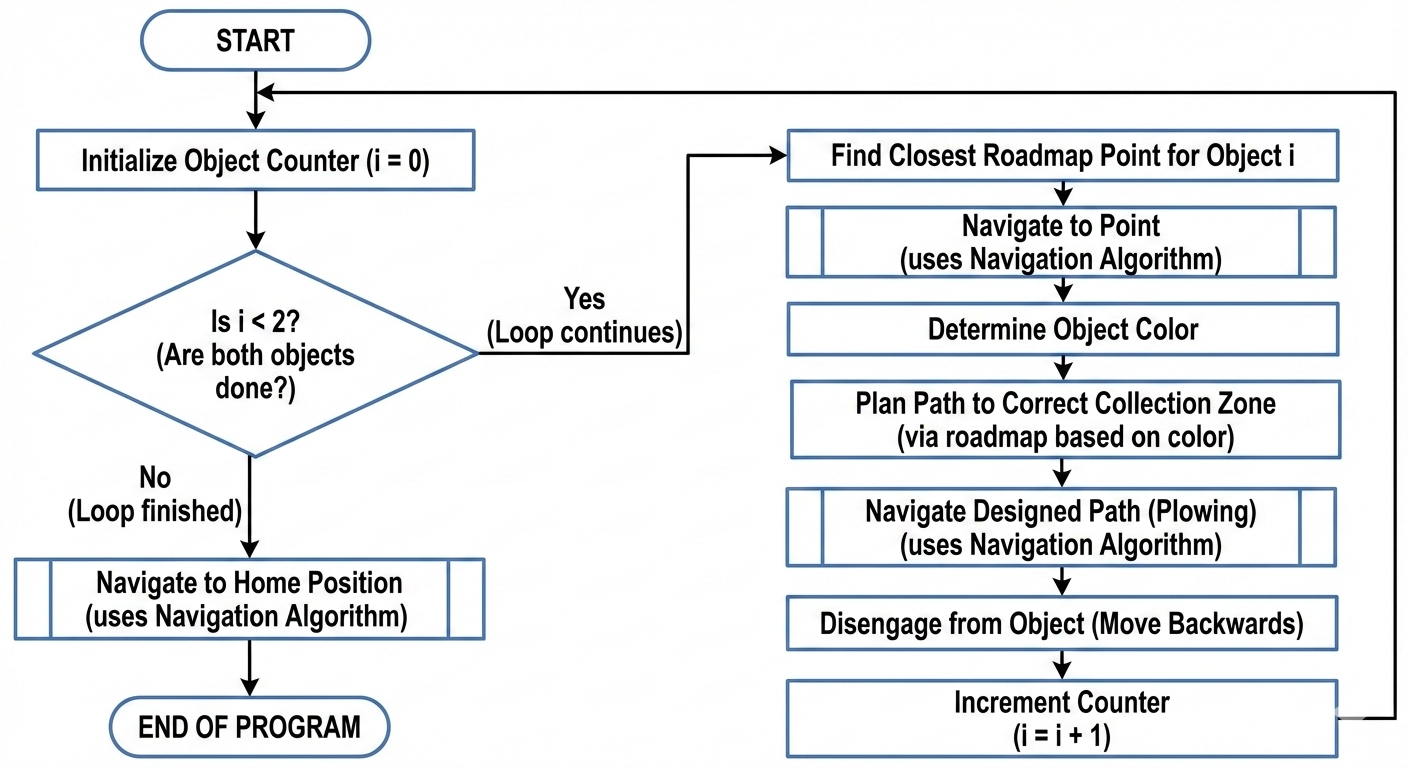 START
Initialize Object Counter (i = 0)
Is i < 2?
(Are both objects
done?)
Yes
(Loop continues)
No
(Loop finished)
Navigate to Home Position
(uses Navigation Algorithm)
END OF PROGRAM
Find Closest Roadmap Point for Object i
Navigate to Point
(uses Navigation Algorithm)
Determine Object Color
Plan Path to Correct Collection Zone
(via roadmap based on color)
Navigate Designed Path (Plowing)
(uses Navigation Algorithm)
Disengage from Object (Move Backwards)
Increment Counter
(i = i + 1)